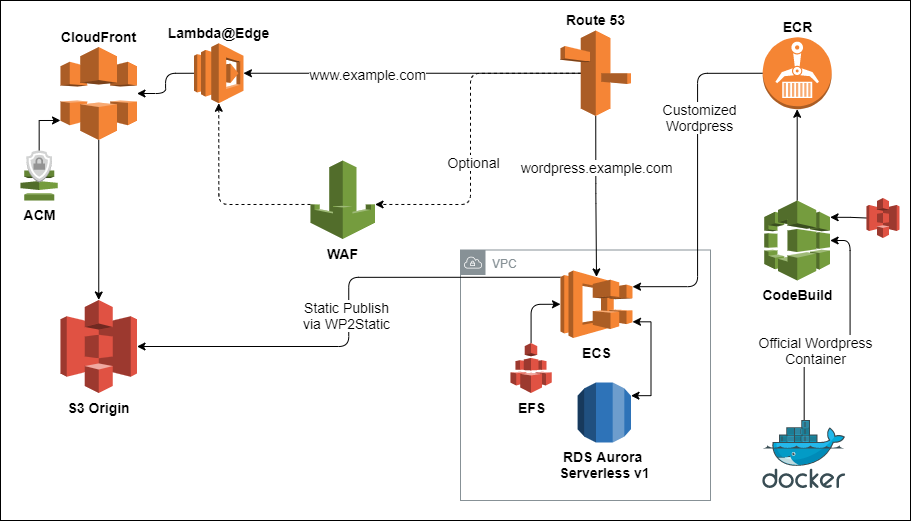 Route 53
ECR
CloudFront
Lambda@Edge
www.example.com
Customized
Wordpress
Optional
wordpress.example.com
ACM
WAF
VPC
CodeBuild
Static Publish
via WP2Static
Official Wordpress
Container
ECS
S3 Origin
EFS
RDS Aurora
Serverless v1
docker